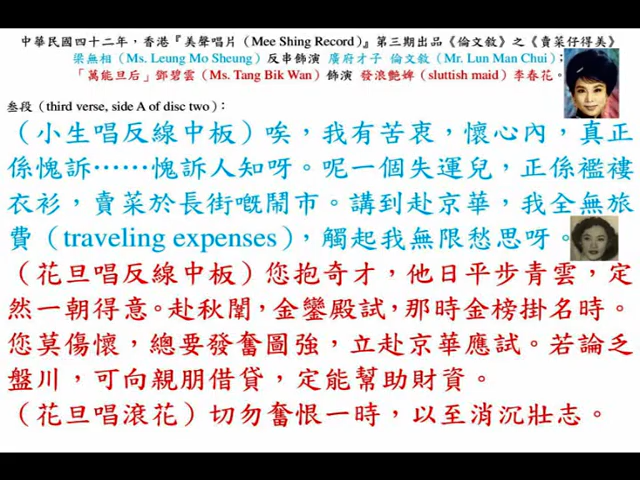 中華民國四十二年，香港『美聲唱片（Mee Shing Record）』第三期出品《倫文敘》之《賣菜仔得美》
梁無相（Ms. Leung Mo Sheung）反串飾演 廣府才子 倫文敘（Mr. Lun Man Chui）；
「萬能旦后」鄧碧雲（Ms. Tang Bik Wan）飾演 發浪艷婢（sluttish maid）李春花。
叁段（third verse, side A of disc two）：
（小生唱反線中板）唉，我有苦衷，懷心內，真正
係愧訴⋯⋯愧訴人知呀。呢一個失運兒，正係襤褸
衣衫，賣菜於長街嘅鬧市。講到赴京華，我全無旅
費（traveling expenses），觸起我無限愁思呀。
（花旦唱反線中板）您抱奇才，他日平步青雲，定
然一朝得意。赴秋闈，金鑾殿試，那時金榜掛名時。
您莫傷懷，總要發奮圖強，立赴京華應試。若論乏
盤川，可向親朋借貸，定能幫助財資。
（花旦唱滾花）切勿奮恨一時，以至消沉壯志。